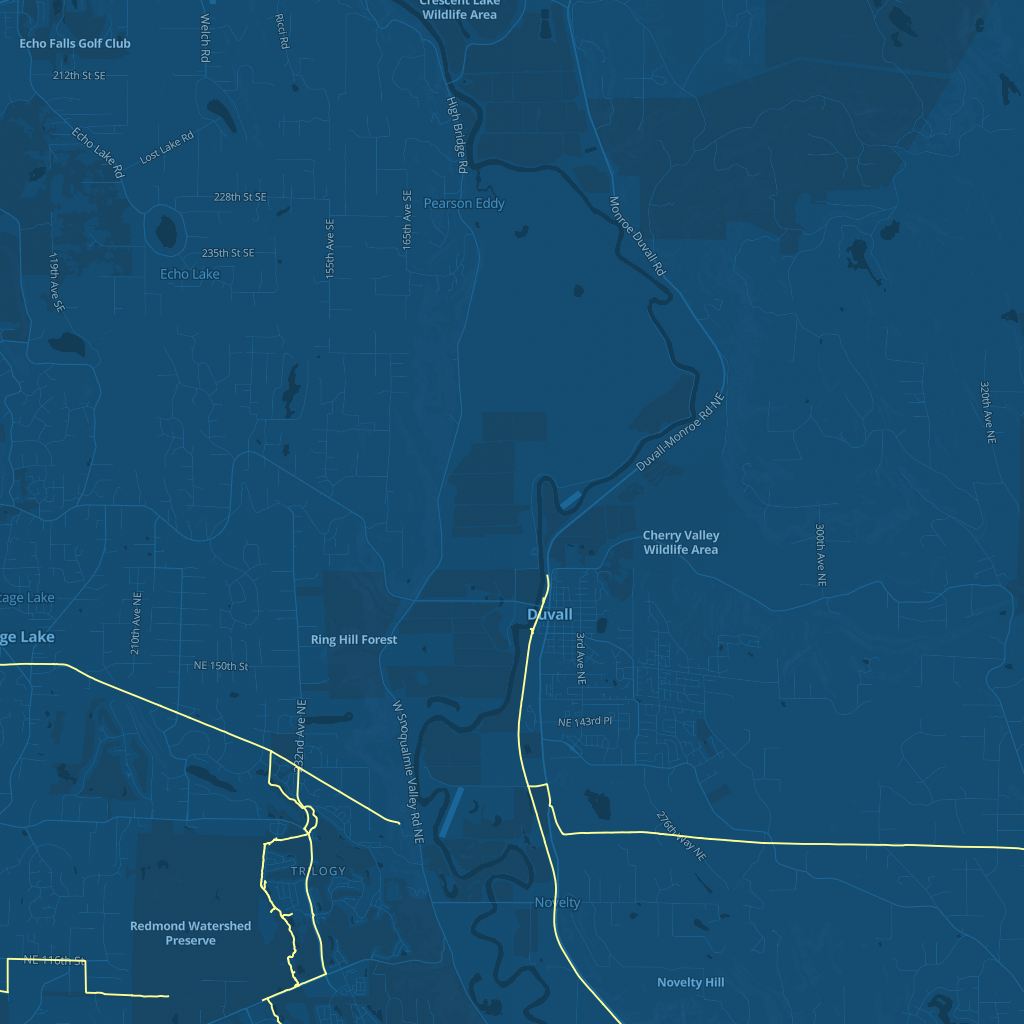 Crescent Lake
Wildlife Area
Echo Falls Golf Club
Welch Rd
Ricci Rd
212th St SE
High Bridge Rd
Echo Lake Rd
Lost Lake Rd
228th St SE
165th Ave SE
Pearson Eddy
Monroe Duvall Rd
155th Ave SE
235th St SE
119th Ave SE
Echo Lake
320th Ave NE
Duvall-Monroe Rd NE
Cherry Valley
Wildlife Area
300th Ave NE
tage Lake
210th Ave NE
Duvall
ge Lake
Ring Hill Forest
3rd Ave NE
NE 150th St
32nd Ave NE
W Snoqualmie Valley Rd NE
NE 143rd Pl
276th Way NE
TRILOGY
Novelty
Redmond Watershed
Preserve
NE 116th St
Novelty Hill